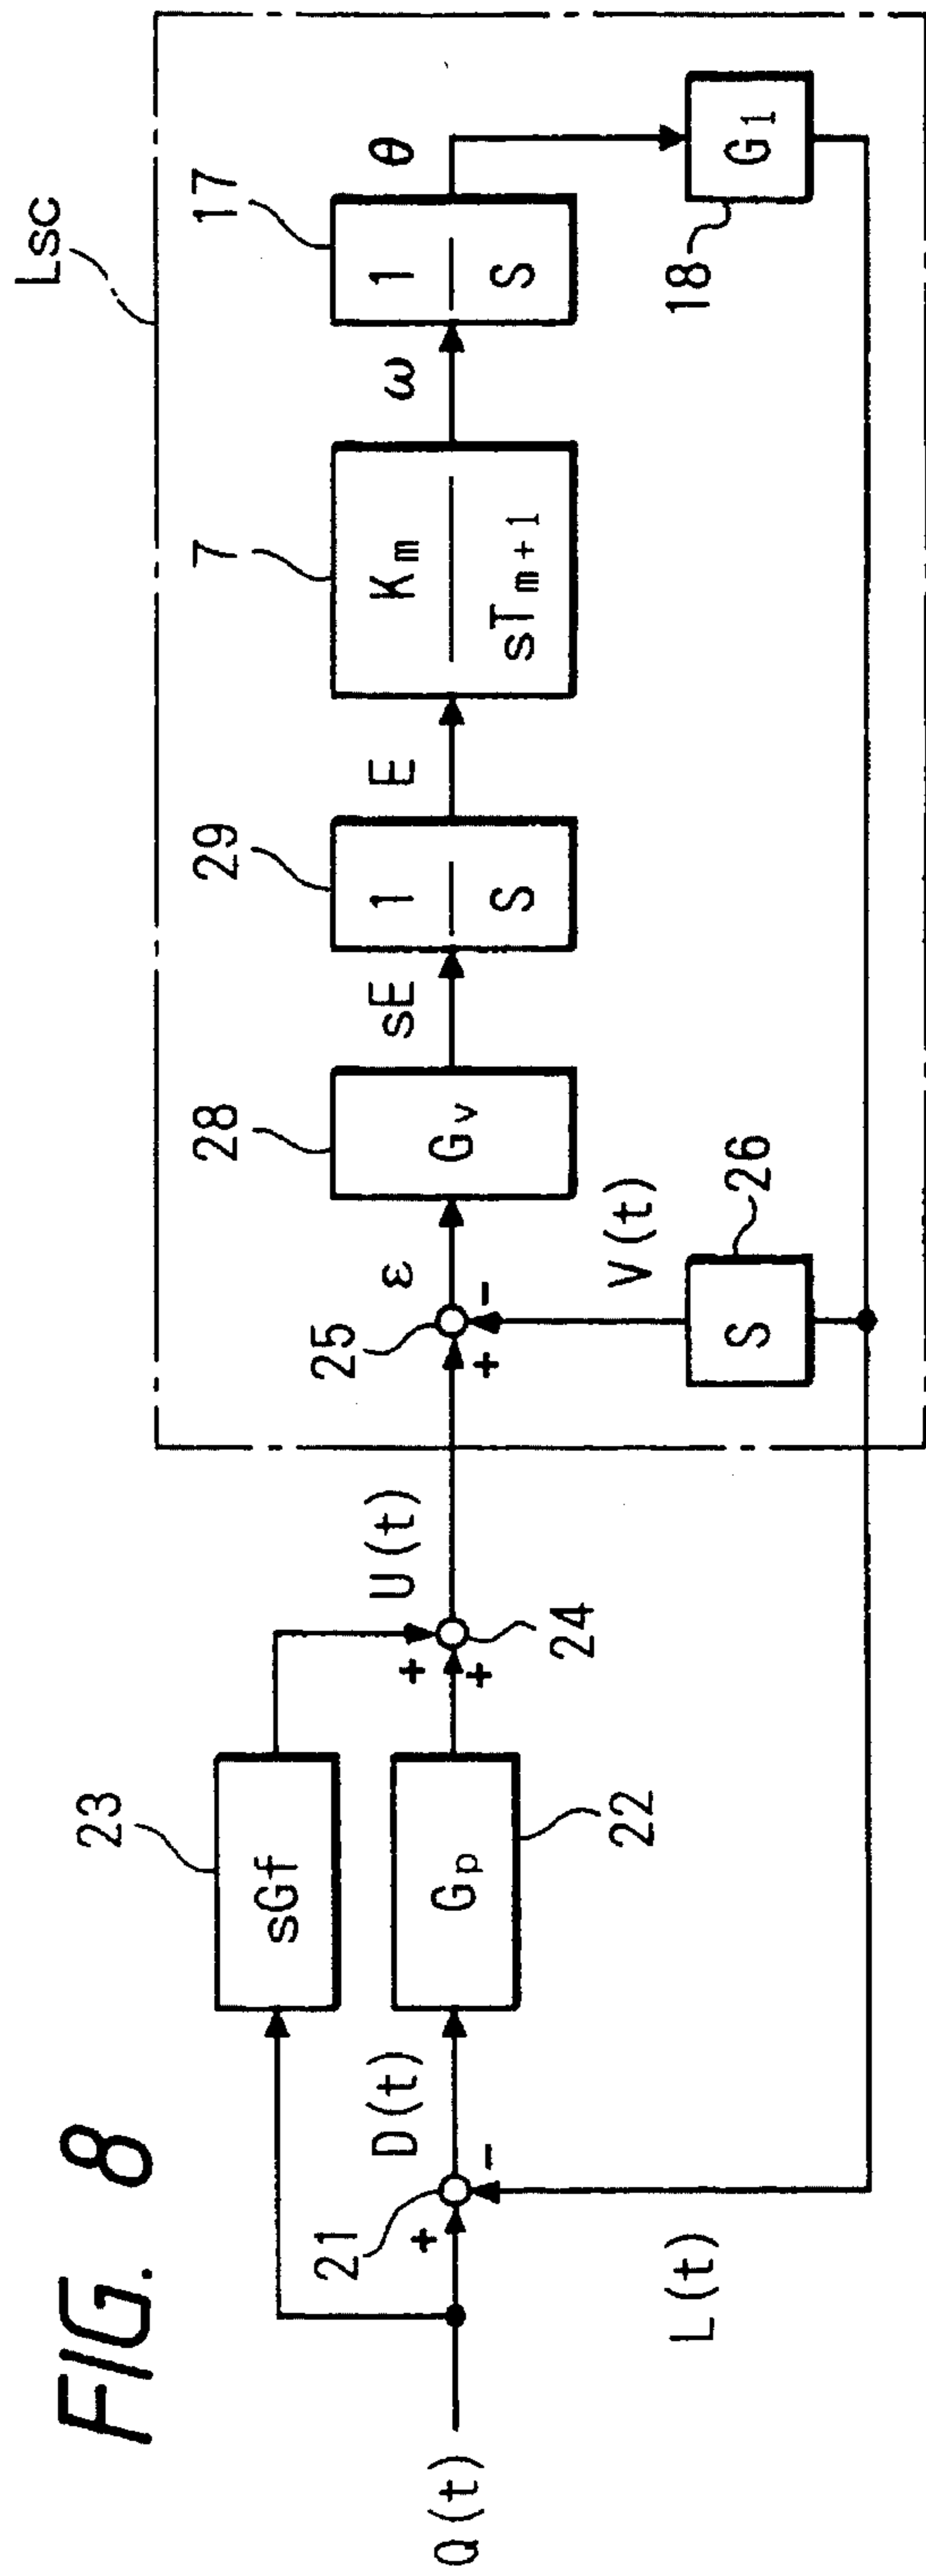 FIG. 8
Lsc
23
sGf
Q(t)
+
21
-
D(t)
Gp
22
+
+
24
U(t)
+
25
-
ε
28
Gv
sE
29
1
S
E
7
Km
sTm+1
ω
17
1
S
θ
V(t)
S
26
18
G1
L(t)